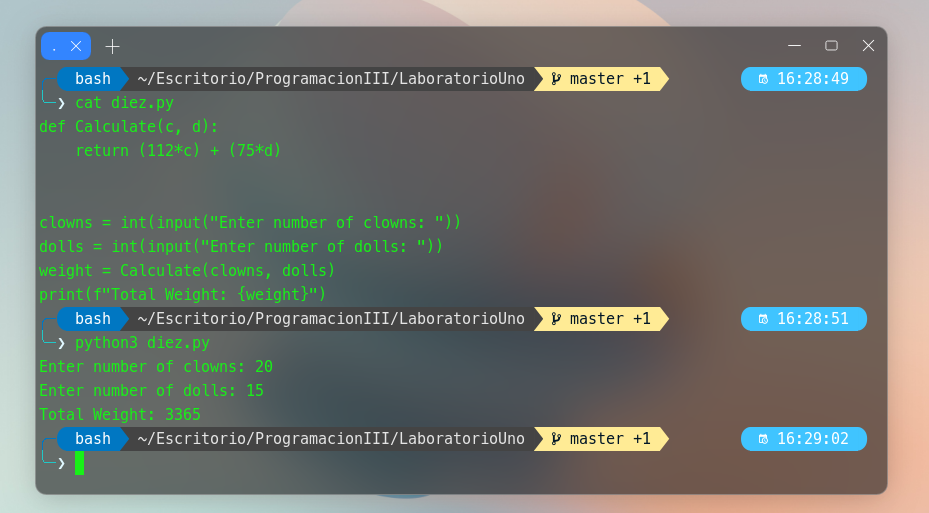 .
bash ~/Escritorio/ProgramacionIII/LaboratorioUno master +1 16:28:49
❯ cat diez.py
def Calculate(c, d):
    return (112*c) + (75*d)
clowns = int(input("Enter number of clowns: "))
dolls = int(input("Enter number of dolls: "))
weight = Calculate(clowns, dolls)
print(f"Total Weight: {weight}")
bash ~/Escritorio/ProgramacionIII/LaboratorioUno master +1 16:28:51
❯ python3 diez.py
Enter number of clowns: 20
Enter number of dolls: 15
Total Weight: 3365
bash ~/Escritorio/ProgramacionIII/LaboratorioUno master +1 16:29:02
❯